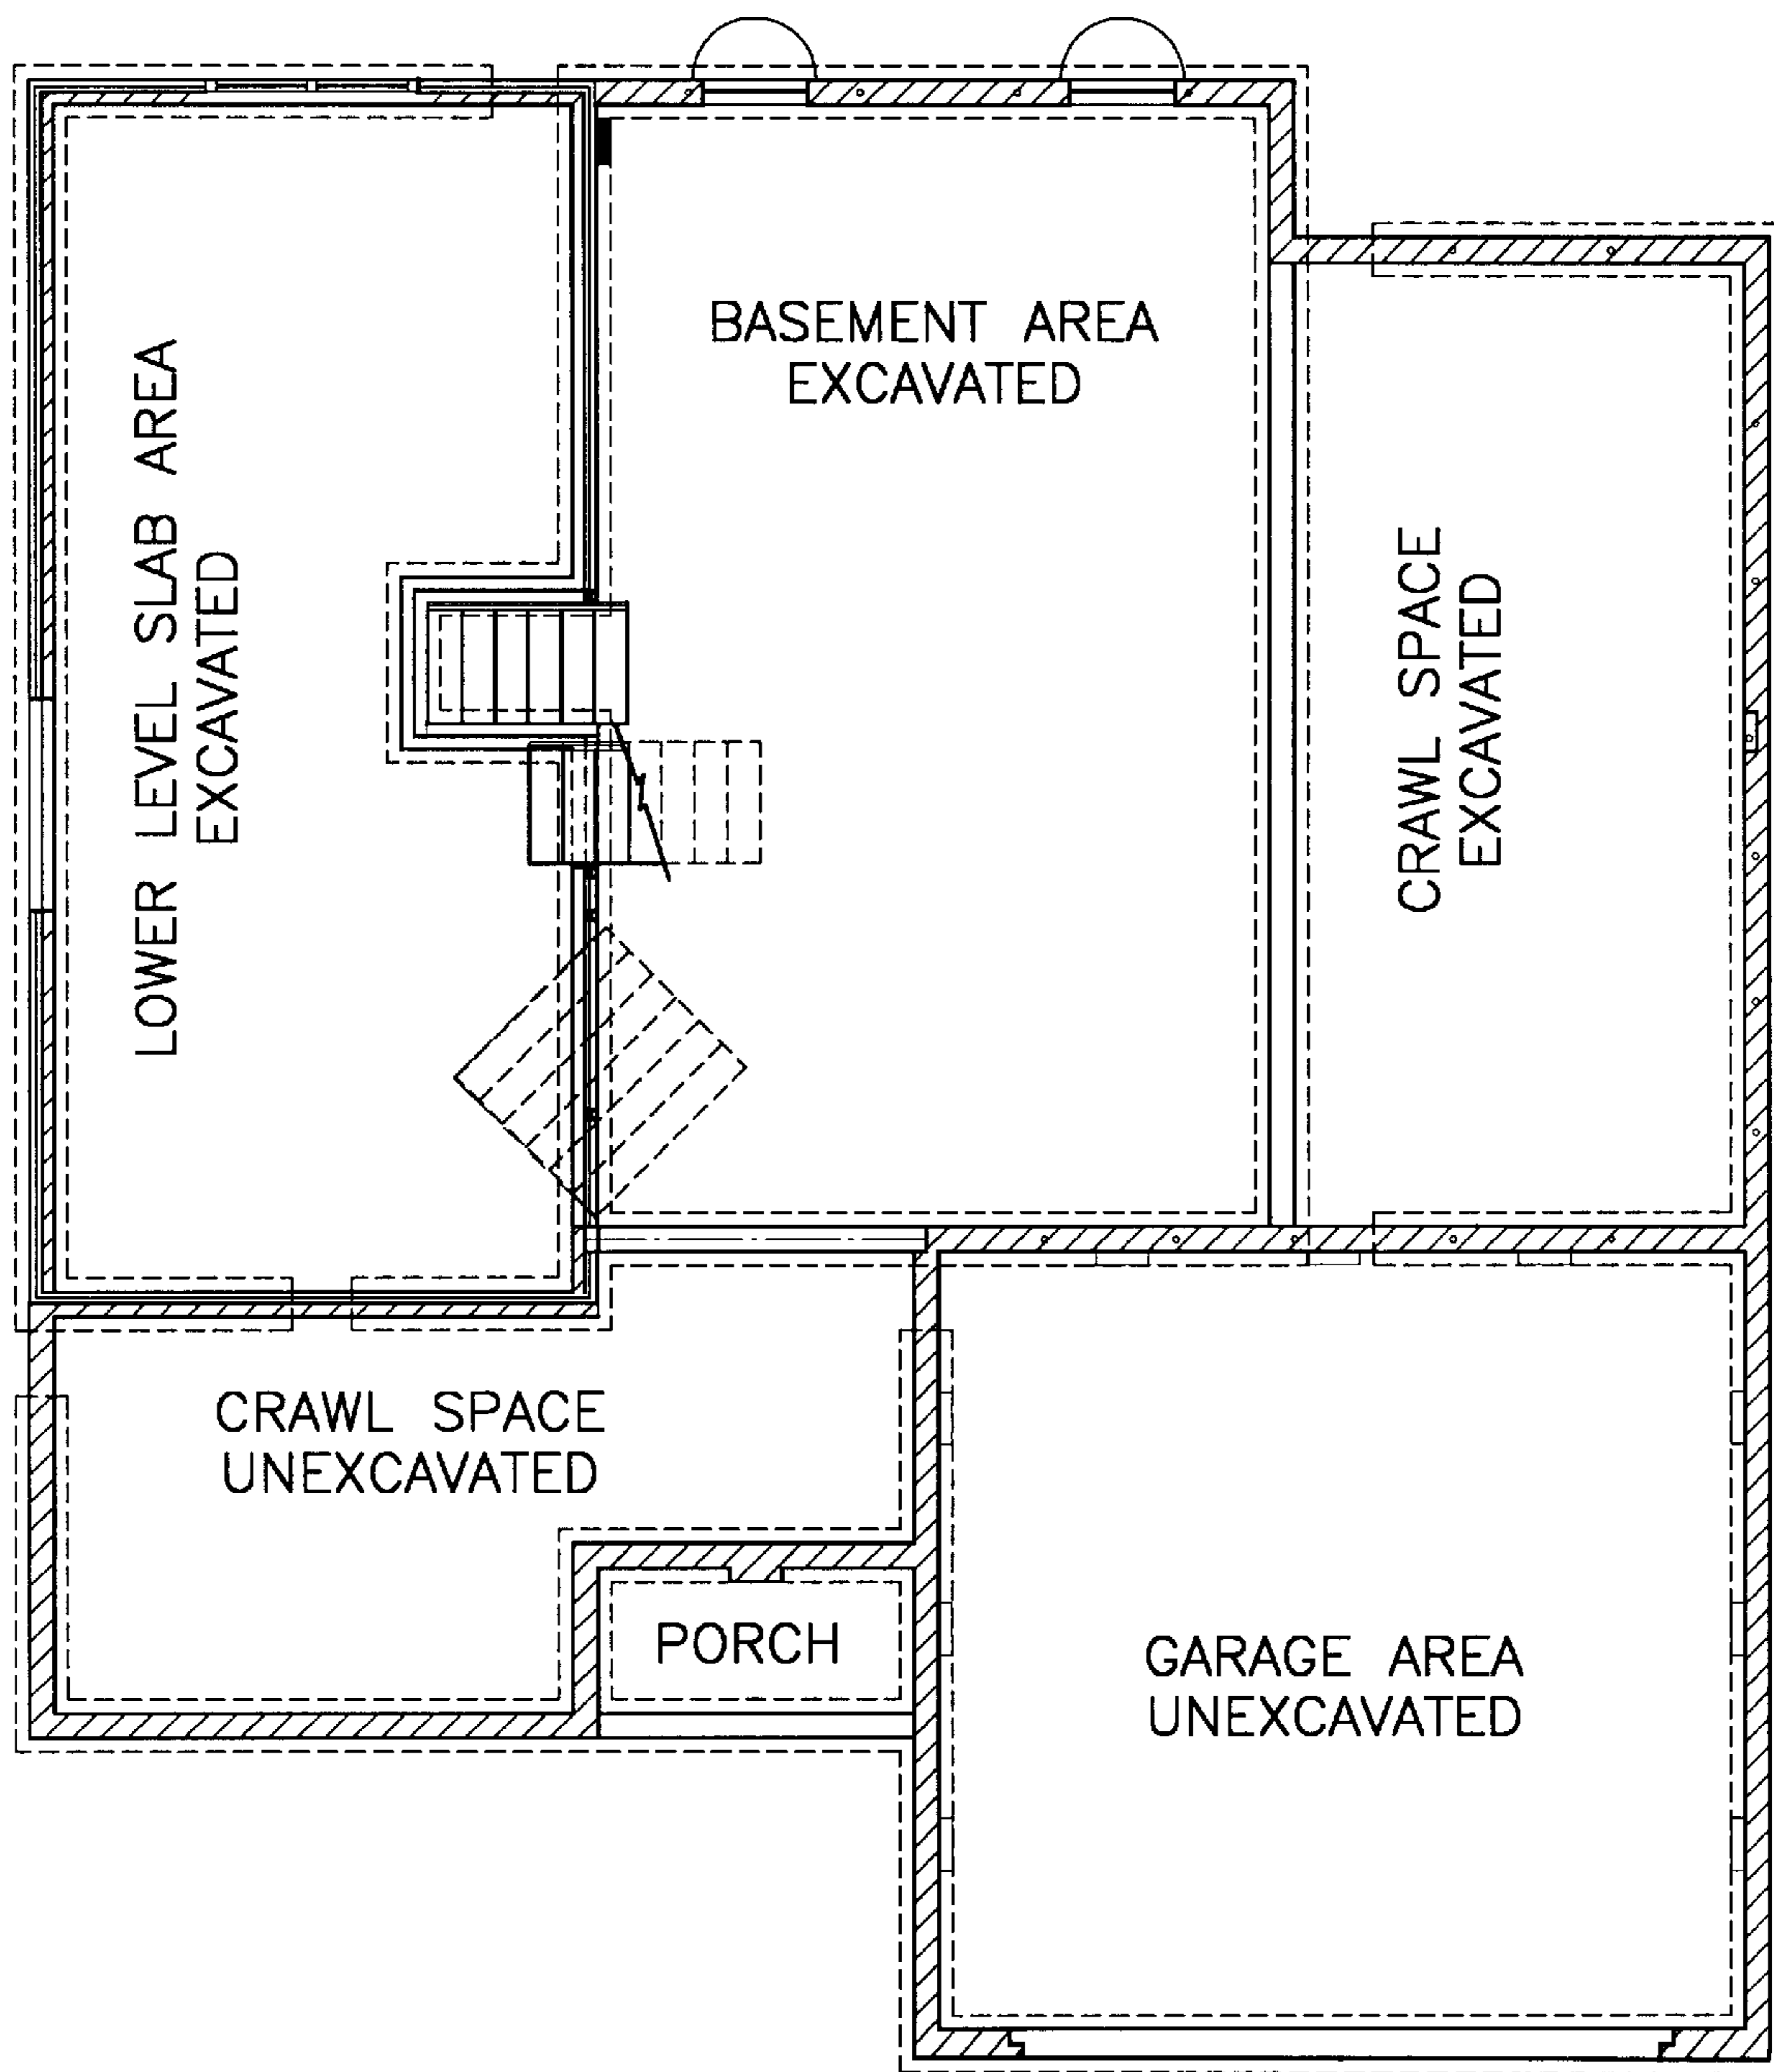 BASEMENT AREA
EXCAVATED
LOWER LEVEL SLAB AREA
EXCAVATED
CRAWL SPACE
EXCAVATED
CRAWL SPACE
UNEXCAVATED
PORCH
GARAGE AREA
UNEXCAVATED